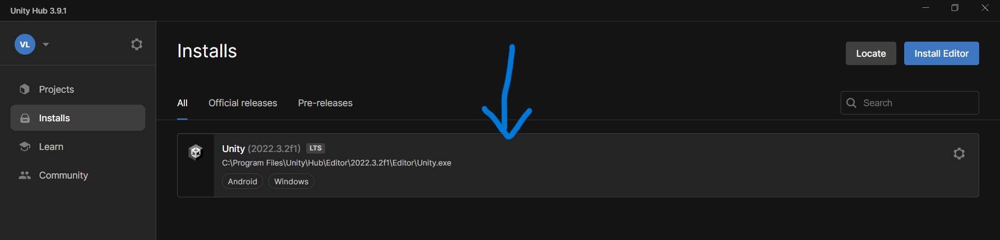 Unity Hub 3.9.1
VL
Installs
Locate
Install Editor
Projects
Installs
Learn
Community
All
Official releases
Pre-releases
Search
Unity (2022.3.2f1) LTS
C:\Program Files\Unity\Hub\Editor\2022.3.2f1\Editor\Unity.exe
Android
Windows